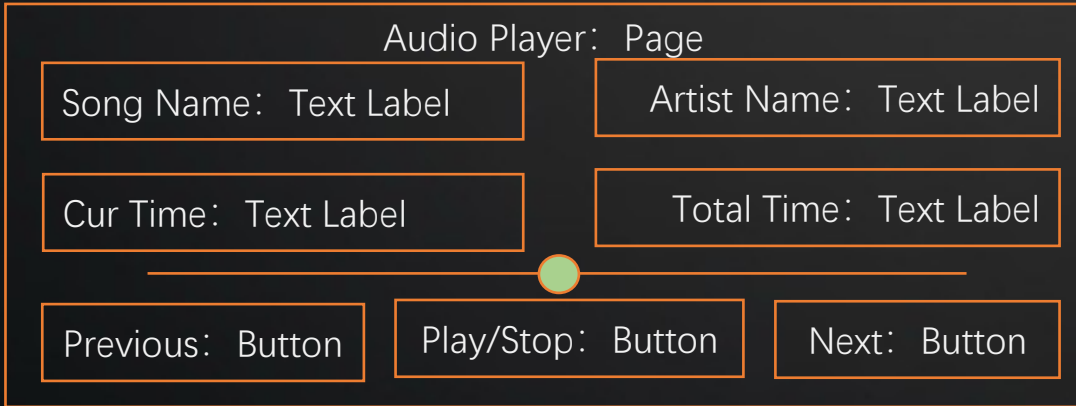 Audio Player： Page
Song Name： Text Label
Artist Name： Text Label
Cur Time： Text Label
Total Time： Text Label
Previous： Button
Play/Stop： Button
Next： Button